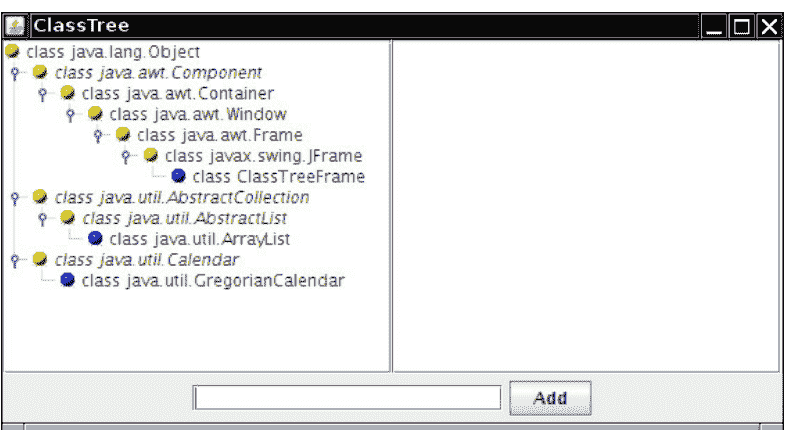 ClassTree
class java.lang.Object
class java.awt.Component
class java.awt.Container
class java.awt.Window
class java.awt.Frame
class javax.swing.JFrame
class ClassTreeFrame
class java.util.AbstractCollection
class java.util.AbstractList
class java.util.ArrayList
class java.util.Calendar
class java.util.GregorianCalendar
Add